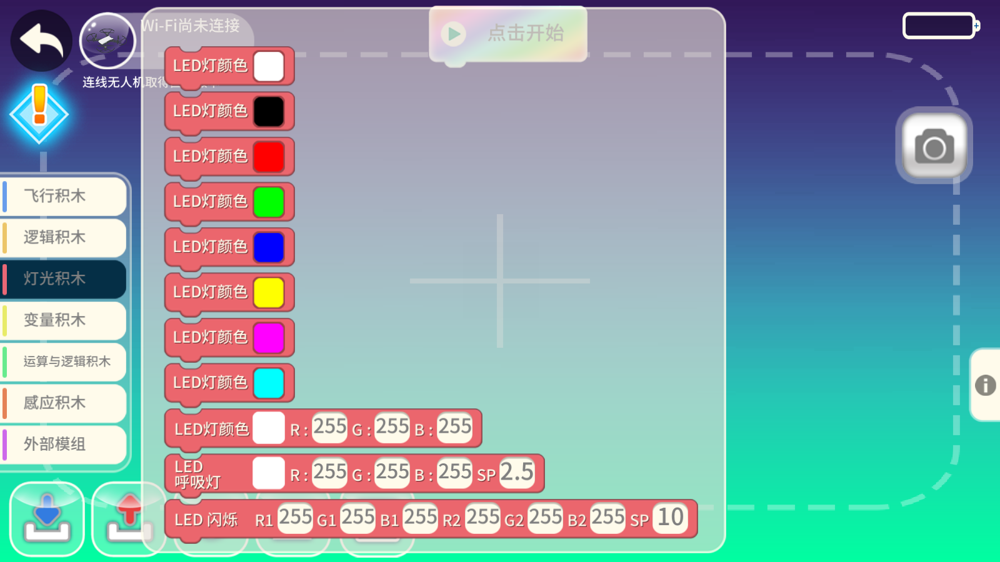 Wi-Fi尚未连接
点击开始
连线无人机取得
LED灯颜色
LED灯颜色
LED灯颜色
LED灯颜色
LED灯颜色
LED灯颜色
LED灯颜色
LED灯颜色
LED灯颜色 R: 255 G: 255 B: 255
LED
呼吸灯 R: 255 G: 255 B: 255 SP 2.5
LED 闪烁 R1 255 G1 255 B1 255 R2 255 G2 255 B2 255 SP 10
飞行积木
逻辑积木
灯光积木
变量积木
运算与逻辑积木
感应积木
外部模组